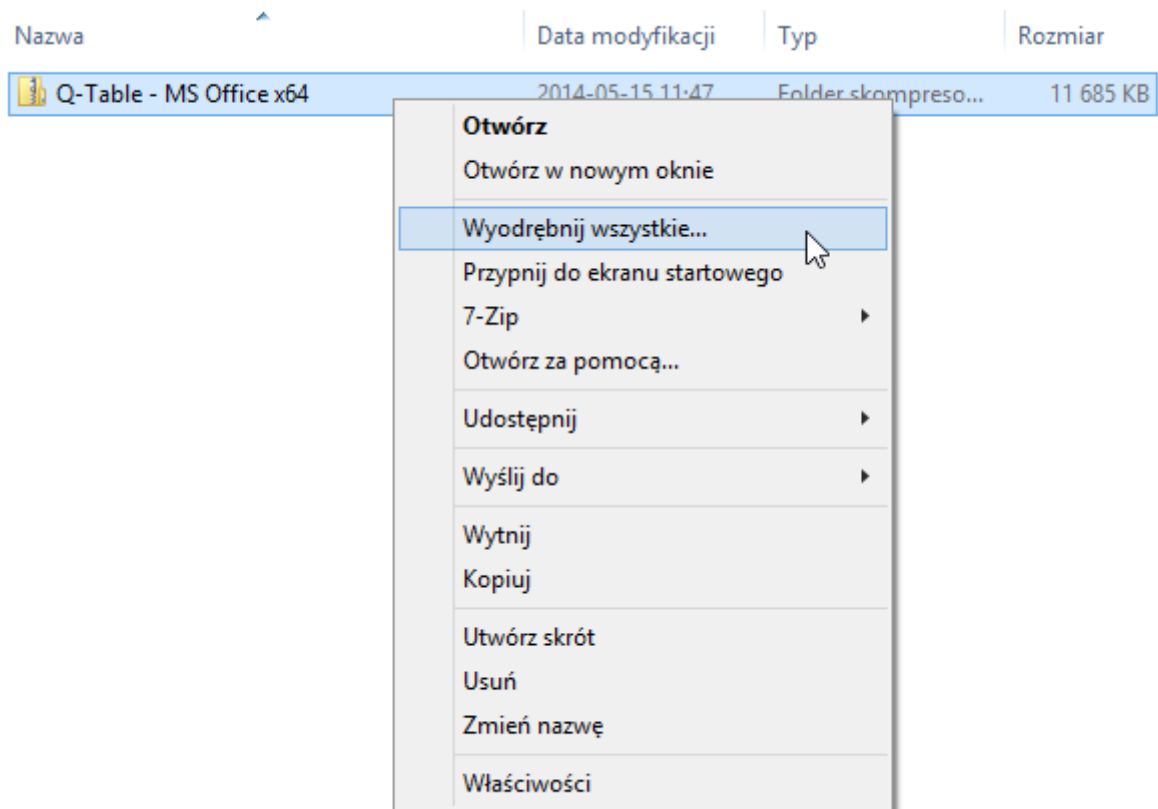 Nazwa Data modyfikacji Typ Rozmiar
Q-Table - MS Office x64 2014-05-15 11:47 Folder skompreso... 11 685 KB
Otwórz
Otwórz w nowym oknie
Wyodrębnij wszystkie...
Przypnij do ekranu startowego
7-Zip
Otwórz za pomocą...
Udostępnij
Wyślij do
Wytnij
Kopiuj
Utwórz skrót
Usuń
Zmień nazwę
Właściwości